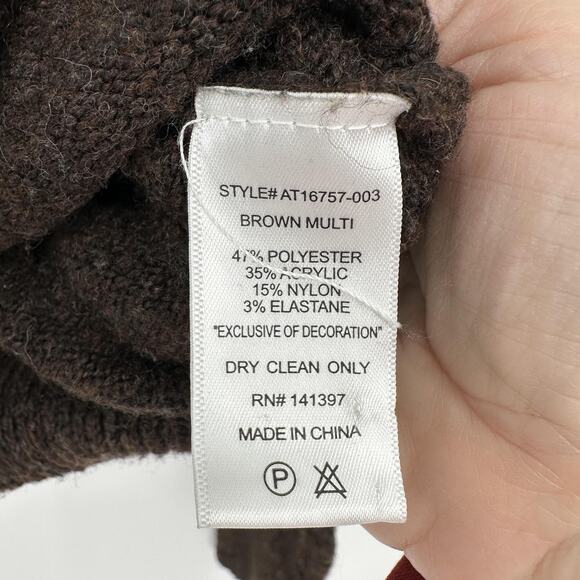 STYLE# AT16757-003
BROWN MULTI
47% POLYESTER
35% ACRYLIC
15% NYLON
3% ELASTANE
"EXCLUSIVE OF DECORATION"
DRY CLEAN ONLY
RN# 141397
MADE IN CHINA
P